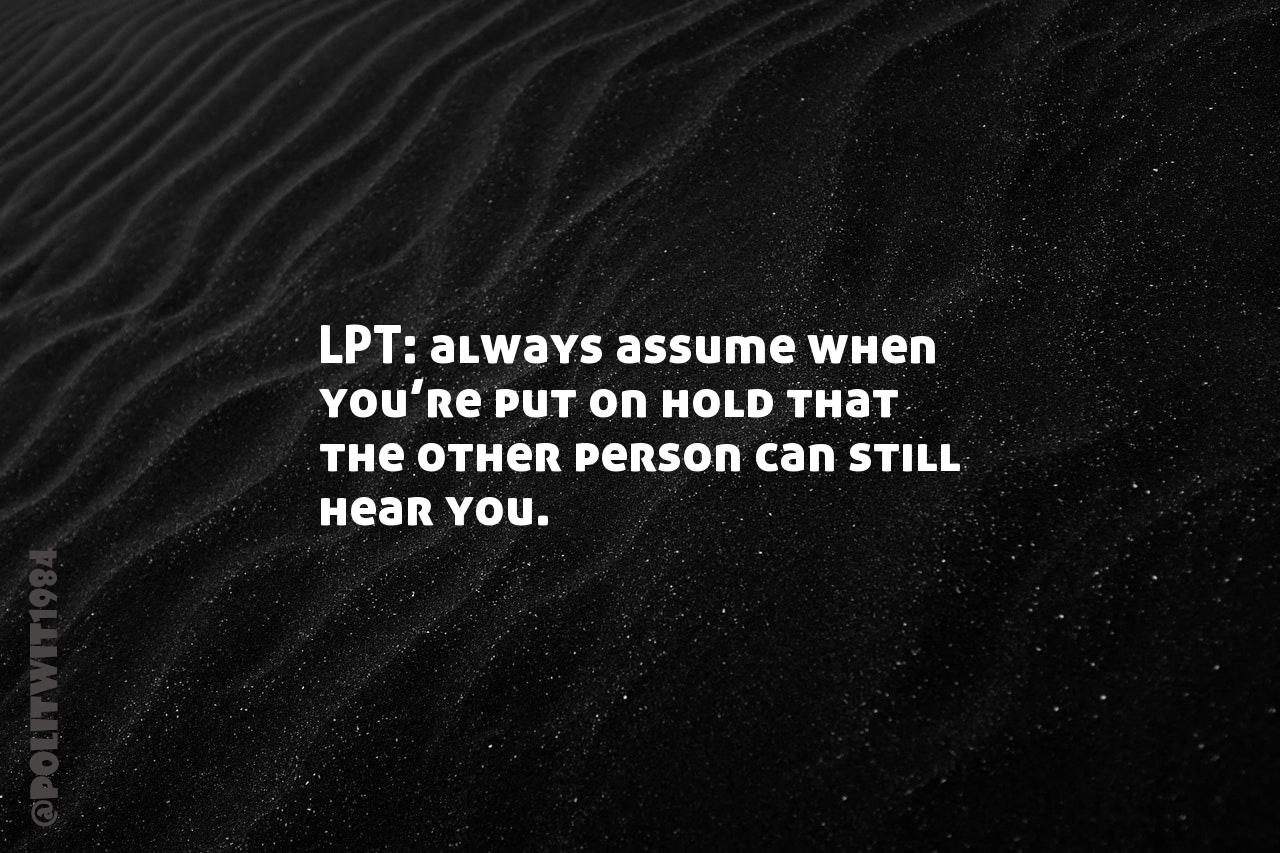 LPT: always assume when
you're put on hold that
the other person can still
hear you.
@POLITWIT1984